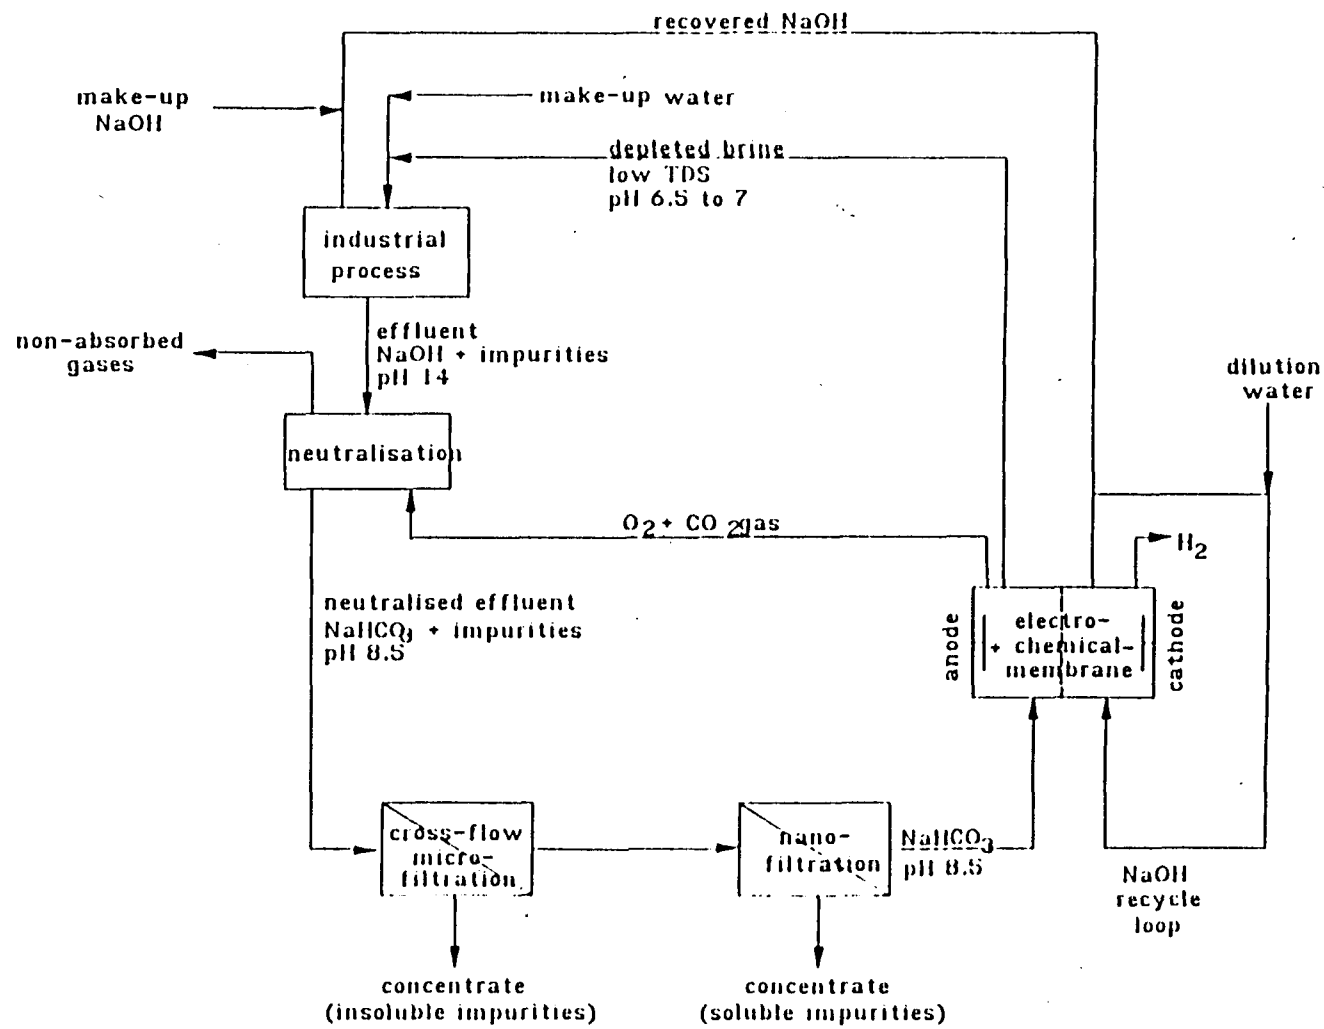 recovered NaOH
make-up
NaOH
make-up water
depleted brine
low TDS
pH 6.5 to 7
industrial
process
effluent
NaOH + impurities
pH 14
non-absorbed
gases
dilution
water
neutralisation
O2 + CO2 gas
H2
neutralised effluent
NaHCO3 + impurities
pH 8.5
anode
electro-
+ chemical-
membrane
cathode
cross-flow
micro-
filtration
nano-
filtration
NaHCO3
pH 8.5
NaOH
recycle
loop
concentrate
(insoluble impurities)
concentrate
(soluble impurities)